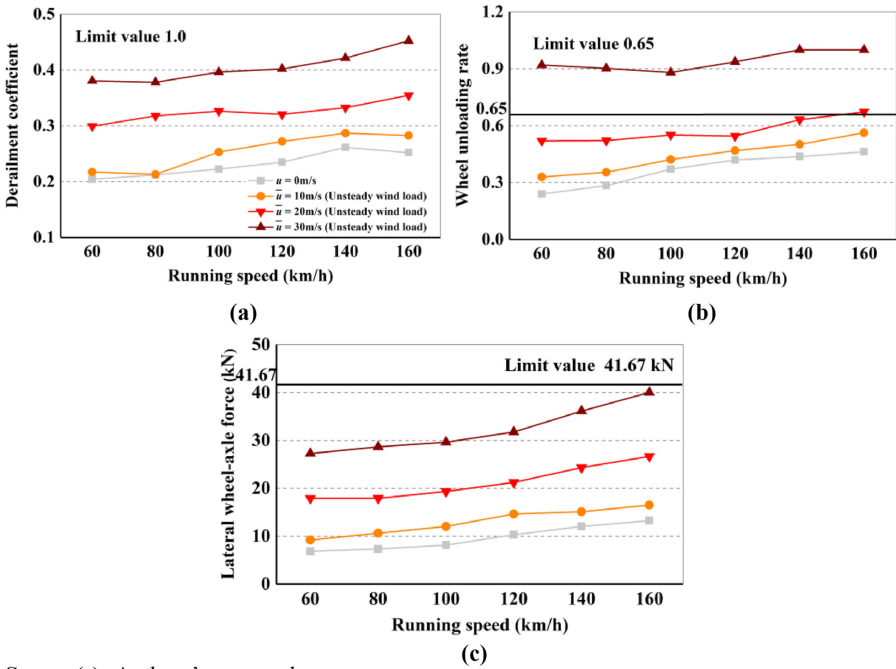 Limit value 1.0
Derailment coefficient
0.5
0.4
0.3
0.2
0.1
u = 0m/s
u = 10m/s (Unsteady wind load)
u = 20m/s (Unsteady wind load)
u = 30m/s (Unsteady wind load)
60 80 100 120 140 160
Running speed (km/h)
(a)
Limit value 0.65
Wheel unloading rate
1.2
0.9
0.65
0.6
0.3
0.0
60 80 100 120 140 160
Running speed (km/h)
(b)
Limit value 41.67 kN
Lateral wheel-axle force (kN)
50
41.67
40
30
20
10
0
60 80 100 120 140 160
Running speed (km/h)
(c)